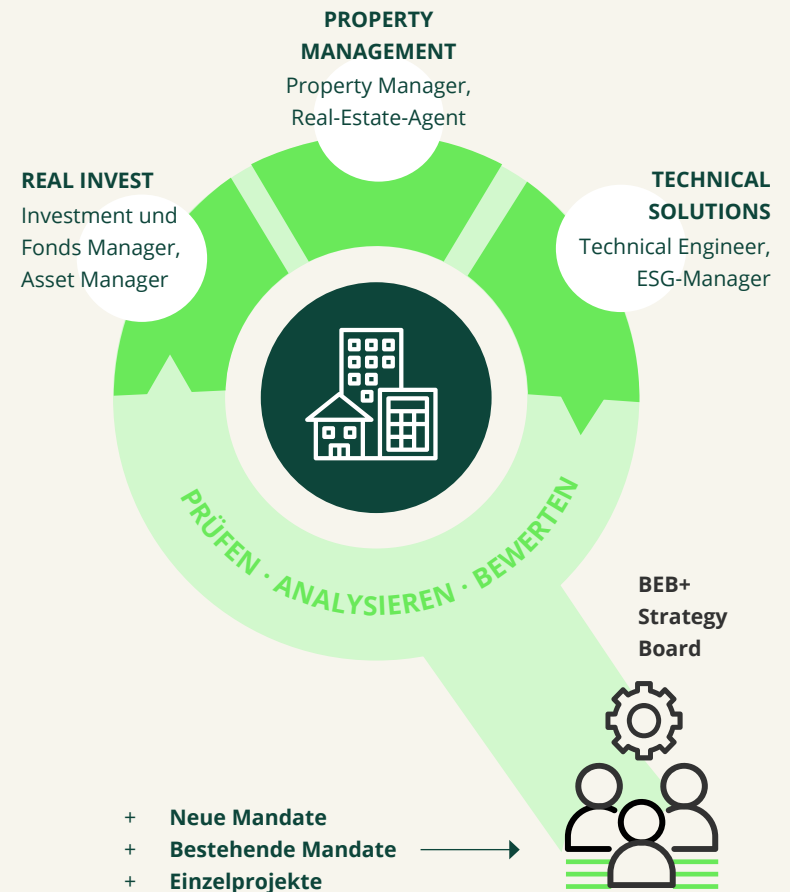 PROPERTY
MANAGEMENT
Property Manager,
Real-Estate-Agent
REAL INVEST
Investment und
Fonds Manager,
Asset Manager
TECHNICAL
SOLUTIONS
Technical Engineer,
ESG-Manager
PRÜFEN · ANALYSIEREN · BEWERTEN
BEB+
Strategy
Board
+ Neue Mandate
+ Bestehende Mandate
+ Einzelprojekte